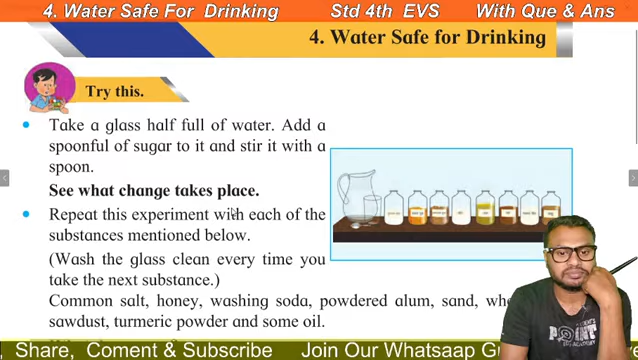 4. Water Safe For Drinking Std 4th EVS With Que & Ans
4. Water Safe for Drinking
Try this.
Take a glass half full of water. Add a
spoonful of sugar to it and stir it with a
spoon.
See what change takes place.
Repeat this experiment with each of the
substances mentioned below.
(Wash the glass clean every time you
take the next substance.)
Common salt, honey, washing soda, powdered alum, sand,
sawdust, turmeric powder and some oil.
Share, Coment & Subscribe Join Our Whatsaap
POINT